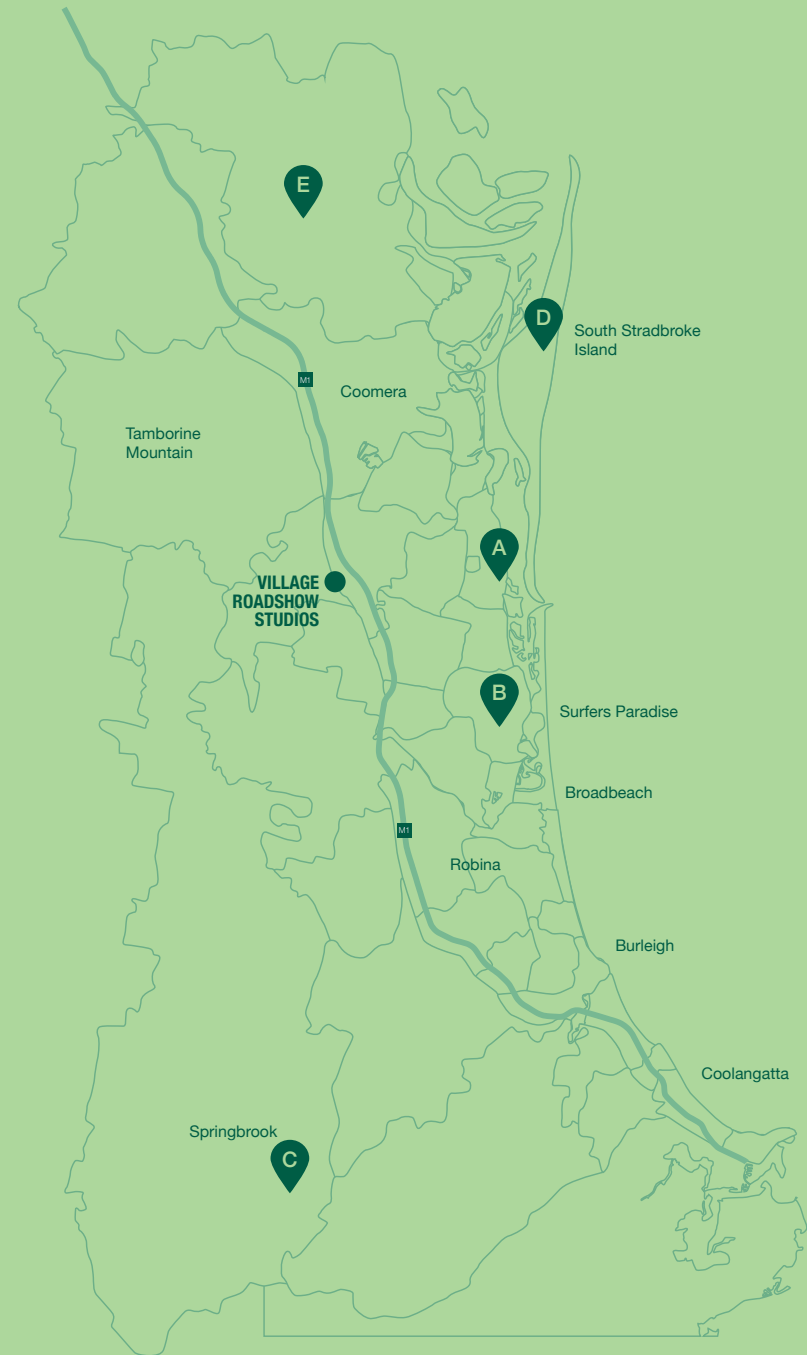 E
D
South Stradbroke
Island
M1
Coomera
Tamborine
Mountain
A
VILLAGE
ROADSHOW
STUDIOS
B
Surfers Paradise
Broadbeach
M1
Robina
Burleigh
Coolangatta
Springbrook
C